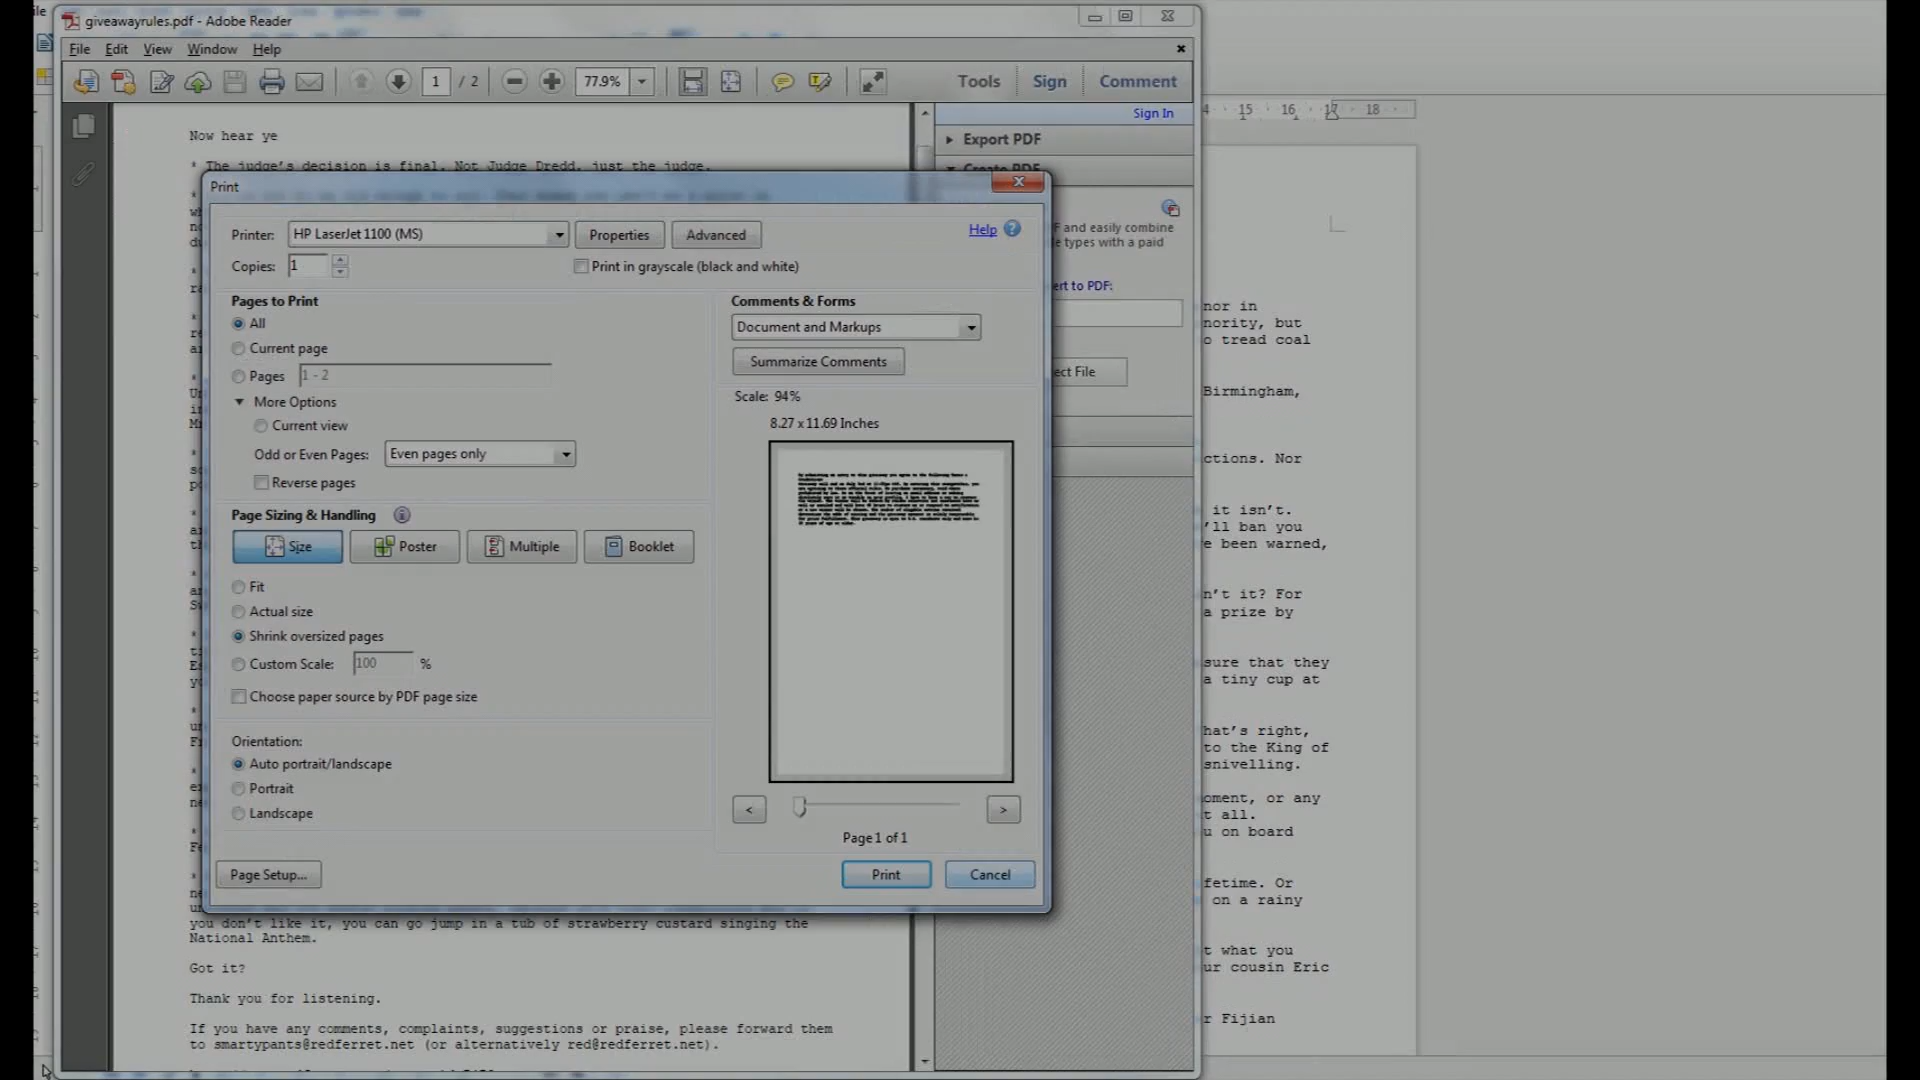 ile
giveawayrules.pdf - Adobe Reader
File Edit View Window Help
1 / 2 77.9% Tools Sign Comment
Sign In
Export PDF
Create PDF
Now hear ye
* The judge's decision is final. Not Judge Dredd, just the judge.
15 16 17 18
Print
Printer: HP LaserJet 1100 (MS) Properties Advanced Help
Copies: 1 Print in grayscale (black and white)
Pages to Print
All
Current page
Pages 1 - 2
More Options
Current view
Odd or Even Pages: Even pages only
Reverse pages
Page Sizing & Handling
Size Poster Multiple Booklet
Fit
Actual size
Shrink oversized pages
Custom Scale: 100 %
Choose paper source by PDF page size
Orientation:
Auto portrait/landscape
Portrait
Landscape
Comments & Forms
Document and Markups
Summarize Comments
Scale: 94%
8.27 x 11.69 Inches
< >
Page 1 of 1
Page Setup... Print Cancel
F and easily combine
le types with a paid
ert to PDF:
ect File
nor in
nority, but
o tread coal
Birmingham,
ctions. Nor
it isn't.
'll ban you
e been warned,
n't it? For
a prize by
sure that they
a tiny cup at
hat's right,
to the King of
snivelling.
oment, or any
t all.
u on board
fetime. Or
on a rainy
t what you
ur cousin Eric
r Fijian
you don't like it, you can go jump in a tub of strawberry custard singing the
National Anthem.
Got it?
Thank you for listening.
If you have any comments, complaints, suggestions or praise, please forward them
to smartypants@redferret.net (or alternatively red@redferret.net).